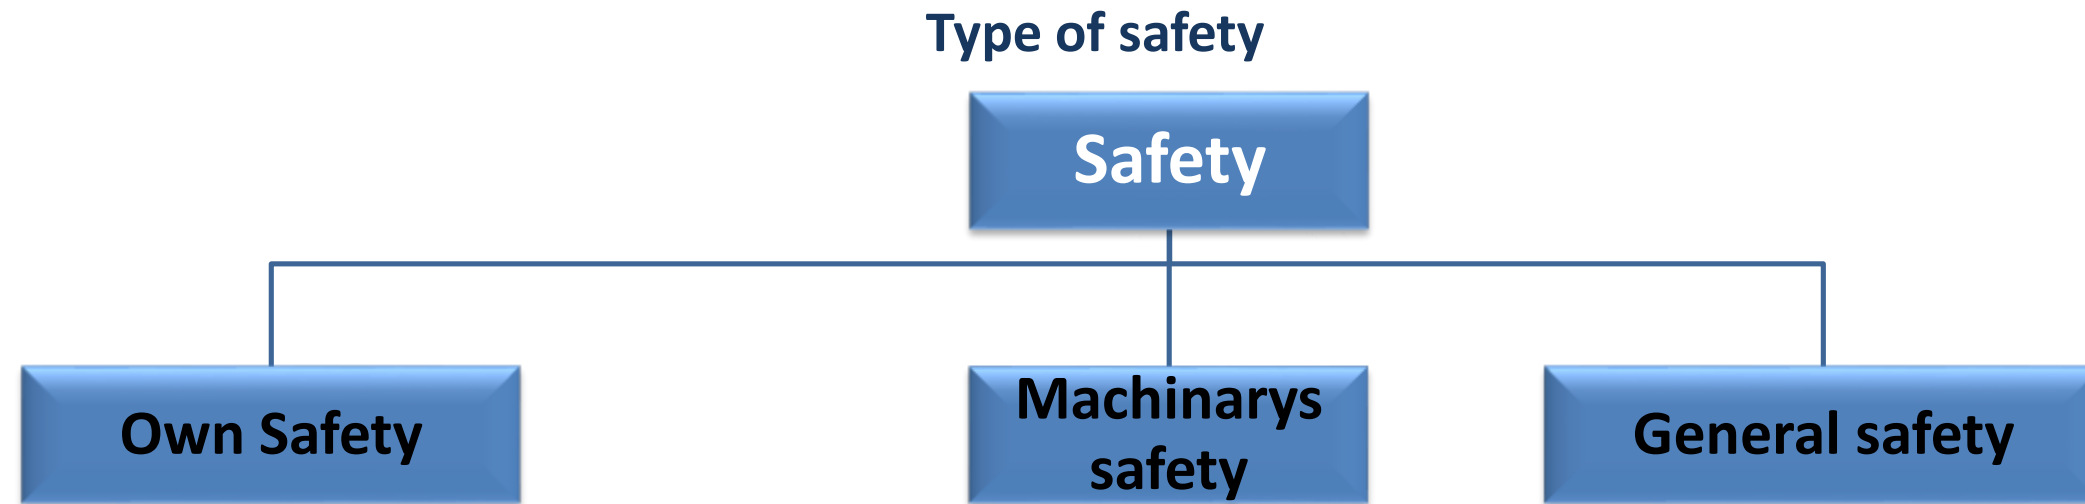 Type of safety
Safety
Own Safety
Machinarys
safety
General safety